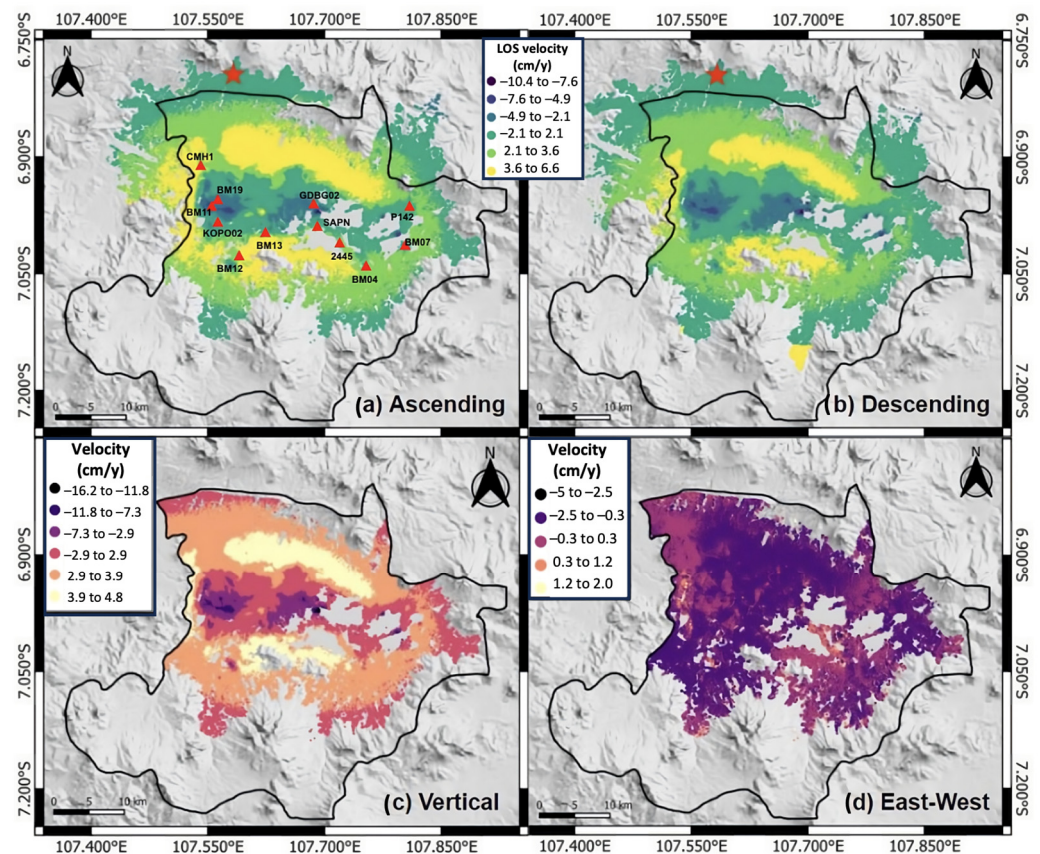 107.400°S 107.550°S 107.700°S 107.850°S 107.400°S 107.550°S 107.700°S 107.850°S
6.750°S
6.900°S
7.050°S
7.200°S
N
CMH1
BM19
BM11
KOPO02
BM13
BM12
GDBG02
SAPN
2445
BM04
P142
BM07
0 5 10 km
(a) Ascending
LOS velocity
(cm/y)
−10.4 to −7.6
−7.6 to −4.9
−4.9 to −2.1
−2.1 to 2.1
2.1 to 3.6
3.6 to 6.6
N
6.750°S
6.900°S
7.050°S
7.200°S
0 5 10 km
(b) Descending
Velocity
(cm/y)
−16.2 to −11.8
−11.8 to −7.3
−7.3 to −2.9
−2.9 to 2.9
2.9 to 3.9
3.9 to 4.8
N
6.900°S
7.050°S
7.200°S
0 5 10 km
(c) Vertical
Velocity
(cm/y)
−5 to −2.5
−2.5 to −0.3
−0.3 to 0.3
0.3 to 1.2
1.2 to 2.0
N
6.900°S
7.050°S
7.200°S
0 5 10 km
(d) East-West
107.400°S 107.550°S 107.700°S 107.850°S 107.400°S 107.550°S 107.700°S 107.850°S